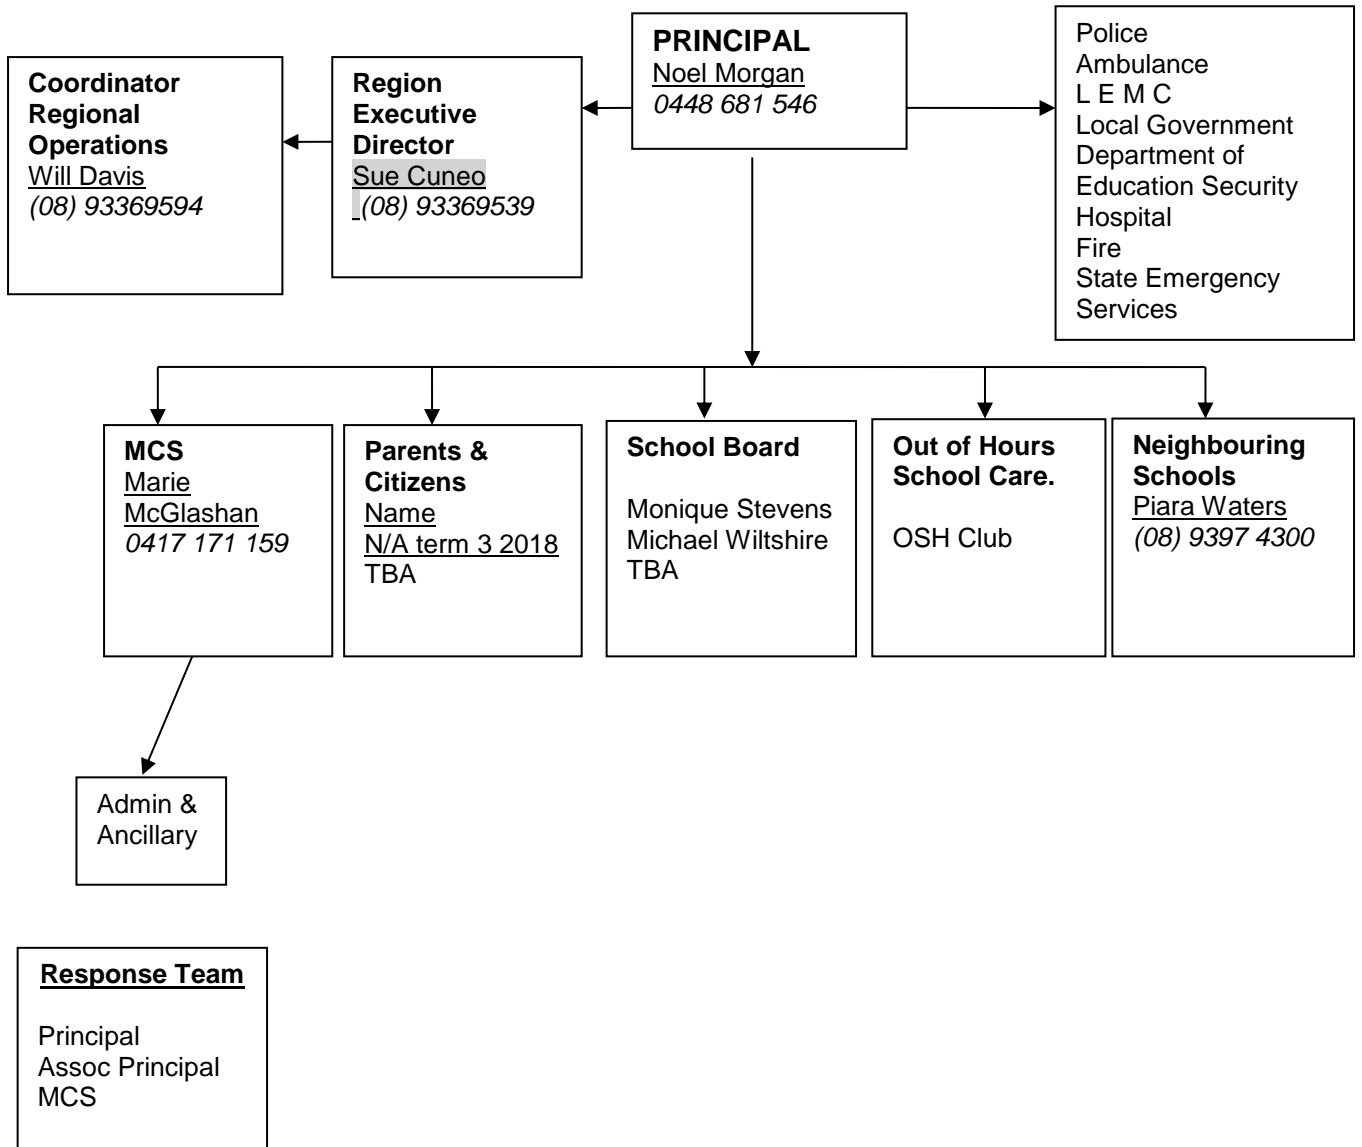 Coordinator
Regional
Operations
Will Davis
(08) 93369594
Region
Executive
Director
Sue Cuneo
(08) 93369539
PRINCIPAL
Noel Morgan
0448 681 546
Police
Ambulance
L E M C
Local Government
Department of
Education Security
Hospital
Fire
State Emergency
Services
MCS
Marie
McGlashan
0417 171 159
Parents &
Citizens
Name
N/A term 3 2018
TBA
School Board
Monique Stevens
Michael Wiltshire
TBA
Out of Hours
School Care.
OSH Club
Neighbouring
Schools
Piara Waters
(08) 9397 4300
Admin &
Ancillary
Response Team
Principal
Assoc Principal
MCS